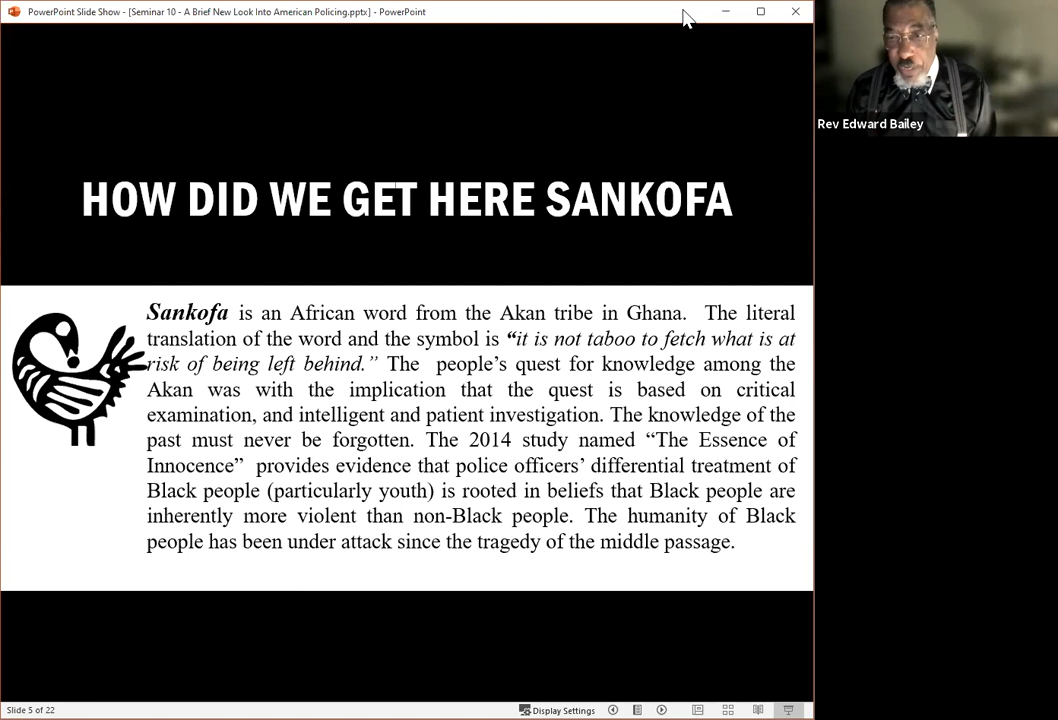 PowerPoint Slide Show - [Seminar 10 - A Brief New Look Into American Policing.pptx] - PowerPoint
Rev Edward Bailey
HOW DID WE GET HERE SANKOFA
Sankofa is an African word from the Akan tribe in Ghana. The literal
translation of the word and the symbol is “it is not taboo to fetch what is at
risk of being left behind.” The people’s quest for knowledge among the
Akan was with the implication that the quest is based on critical
examination, and intelligent and patient investigation. The knowledge of the
past must never be forgotten. The 2014 study named “The Essence of
Innocence” provides evidence that police officers’ differential treatment of
Black people (particularly youth) is rooted in beliefs that Black people are
inherently more violent than non-Black people. The humanity of Black
people has been under attack since the tragedy of the middle passage.
Slide 5 of 22
Display Settings